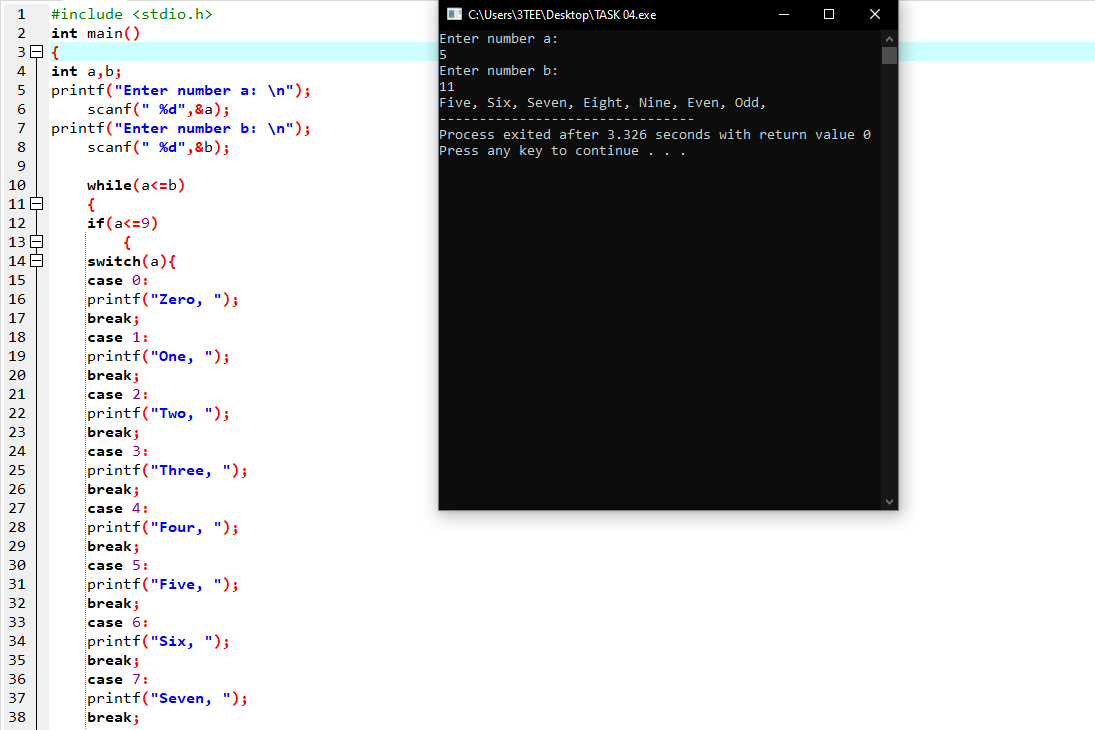 1 #include <stdio.h>
2 int main()
3 {
4 int a,b;
5 printf("Enter number a: \n");
6 scanf(" %d",&a);
7 printf("Enter number b: \n");
8 scanf(" %d",&b);
9
10 while(a<=b)
11 {
12 if(a<=9)
13 {
14 switch(a){
15 case 0:
16 printf("Zero, ");
17 break;
18 case 1:
19 printf("One, ");
20 break;
21 case 2:
22 printf("Two, ");
23 break;
24 case 3:
25 printf("Three, ");
26 break;
27 case 4:
28 printf("Four, ");
29 break;
30 case 5:
31 printf("Five, ");
32 break;
33 case 6:
34 printf("Six, ");
35 break;
36 case 7:
37 printf("Seven, ");
38 break;
C:\Users\3TEE\Desktop\TASK 04.exe
Enter number a:
5
Enter number b:
11
Five, Six, Seven, Eight, Nine, Even, Odd,
--------------------------------
Process exited after 3.326 seconds with return value 0
Press any key to continue . . .